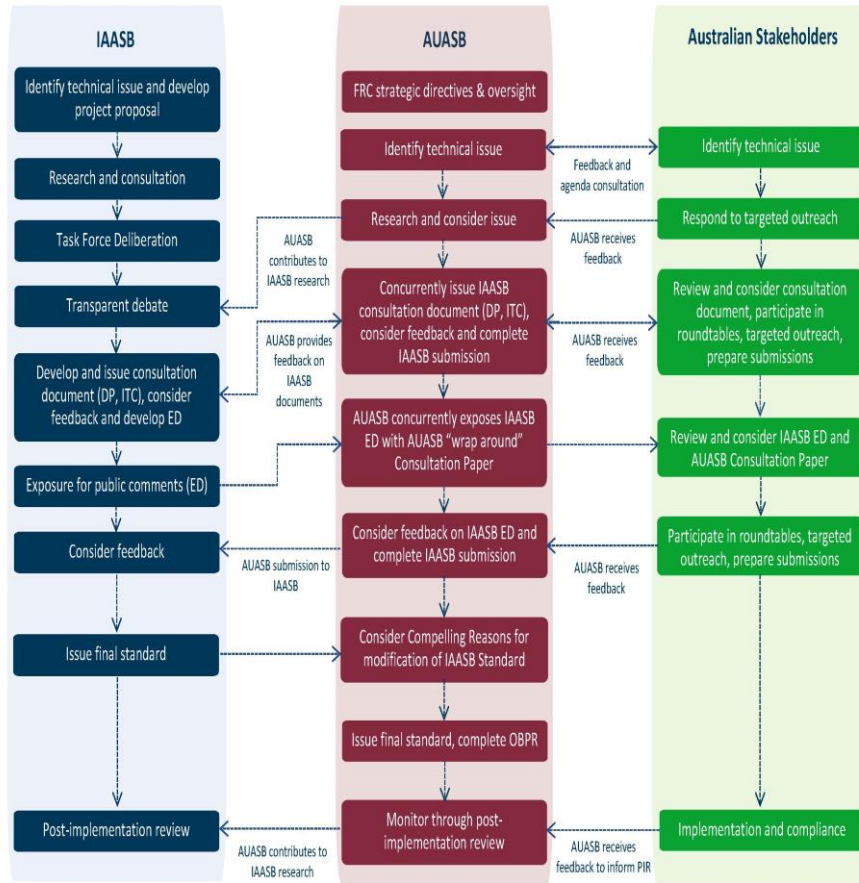 IAASB
Identify technical issue and develop
project proposal
Research and consultation
Task Force Deliberation
Transparent debate
Develop and issue consultation
document (DP, ITC), consider
feedback and develop ED
Exposure for public comments (ED)
Consider feedback
Issue final standard
Post-implementation review
AUASB
contributes to
IAASB research
AUASB provides
feedback on
IAASB
documents
AUASB submission to
IAASB
AUASB contributes to
IAASB research
AUASB
FRC strategic directives & oversight
Identify technical issue
Research and consider issue
Concurrently issue IAASB
consultation document (DP, ITC),
consider feedback and complete
IAASB submission
AUASB concurrently exposes IAASB
ED with AUASB “wrap around”
Consultation Paper
Consider feedback on IAASB ED and
complete IAASB submission
Consider Compelling Reasons for
modification of IAASB Standard
Issue final standard, complete OBPR
Monitor through post-
implementation review
Feedback and
agenda consultation
AUASB receives
feedback
AUASB receives
feedback
AUASB receives
feedback
AUASB receives
feedback to inform PIR
Australian Stakeholders
Identify technical issue
Respond to targeted outreach
Review and consider consultation
document, participate in
roundtables, targeted outreach,
prepare submissions
Review and consider IAASB ED and
AUASB Consultation Paper
Participate in roundtables, targeted
outreach, prepare submissions
Implementation and compliance